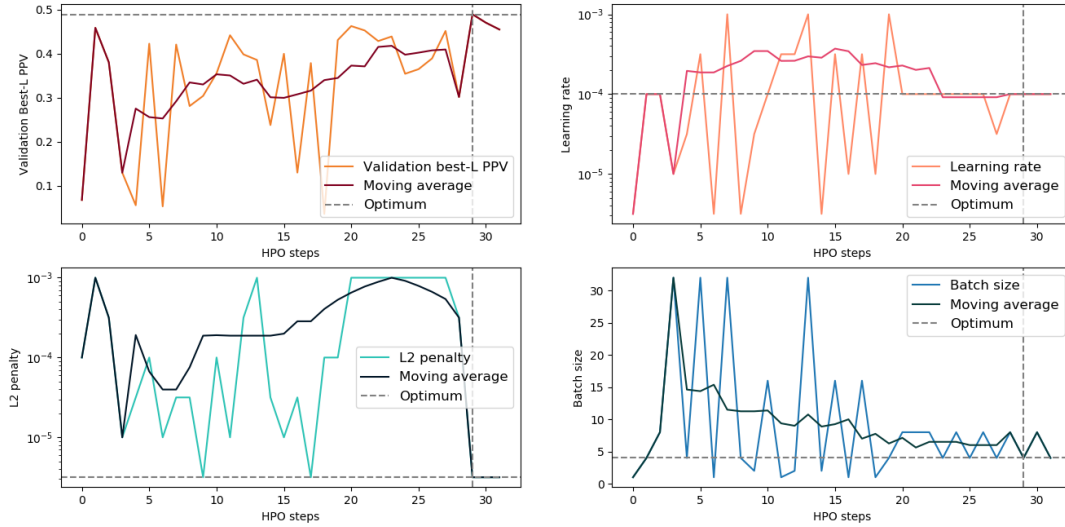 0.5
0.4
0.3
0.2
0.1
Validation Best-L PPV
Validation best-L PPV
Moving average
Optimum
0 5 10 15 20 25 30
HPO steps
10⁻³
10⁻⁴
10⁻⁵
Learning rate
Learning rate
Moving average
Optimum
0 5 10 15 20 25 30
HPO steps
10⁻³
10⁻⁴
10⁻⁵
L2 penalty
L2 penalty
Moving average
Optimum
0 5 10 15 20 25 30
HPO steps
30
25
20
15
10
5
0
Batch size
Batch size
Moving average
Optimum
0 5 10 15 20 25 30
HPO steps